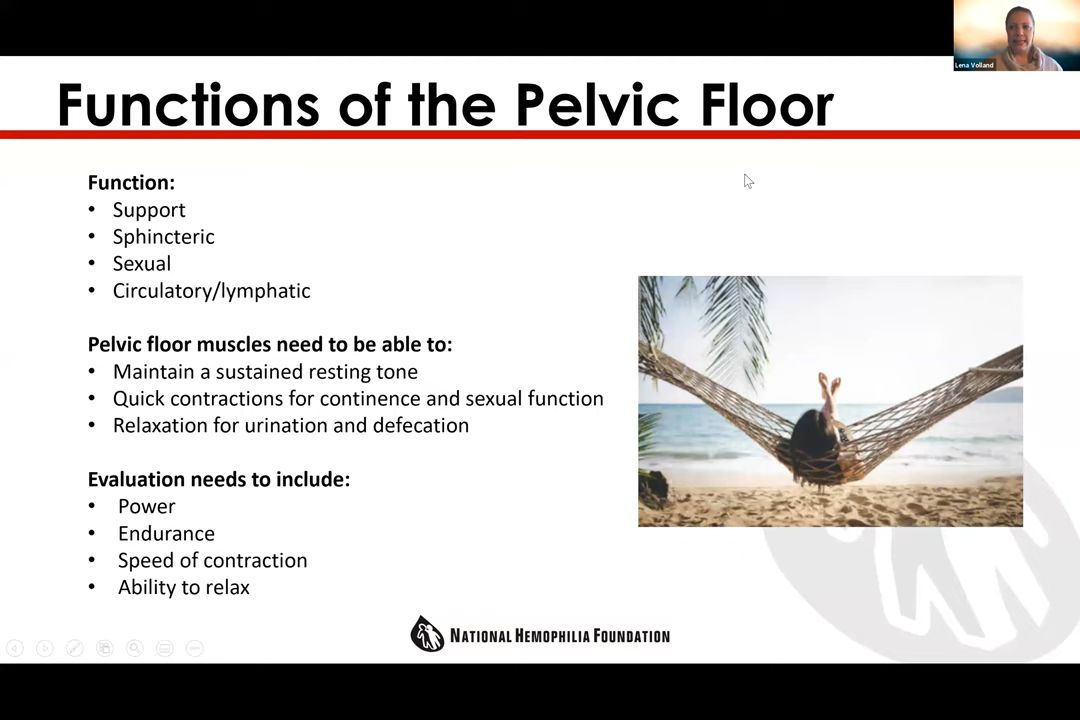 Lena Volland
Functions of the Pelvic Floor
Function:
• Support
• Sphincteric
• Sexual
• Circulatory/lymphatic
Pelvic floor muscles need to be able to:
• Maintain a sustained resting tone
• Quick contractions for continence and sexual function
• Relaxation for urination and defecation
Evaluation needs to include:
• Power
• Endurance
• Speed of contraction
• Ability to relax
NATIONAL HEMOPHILIA FOUNDATION